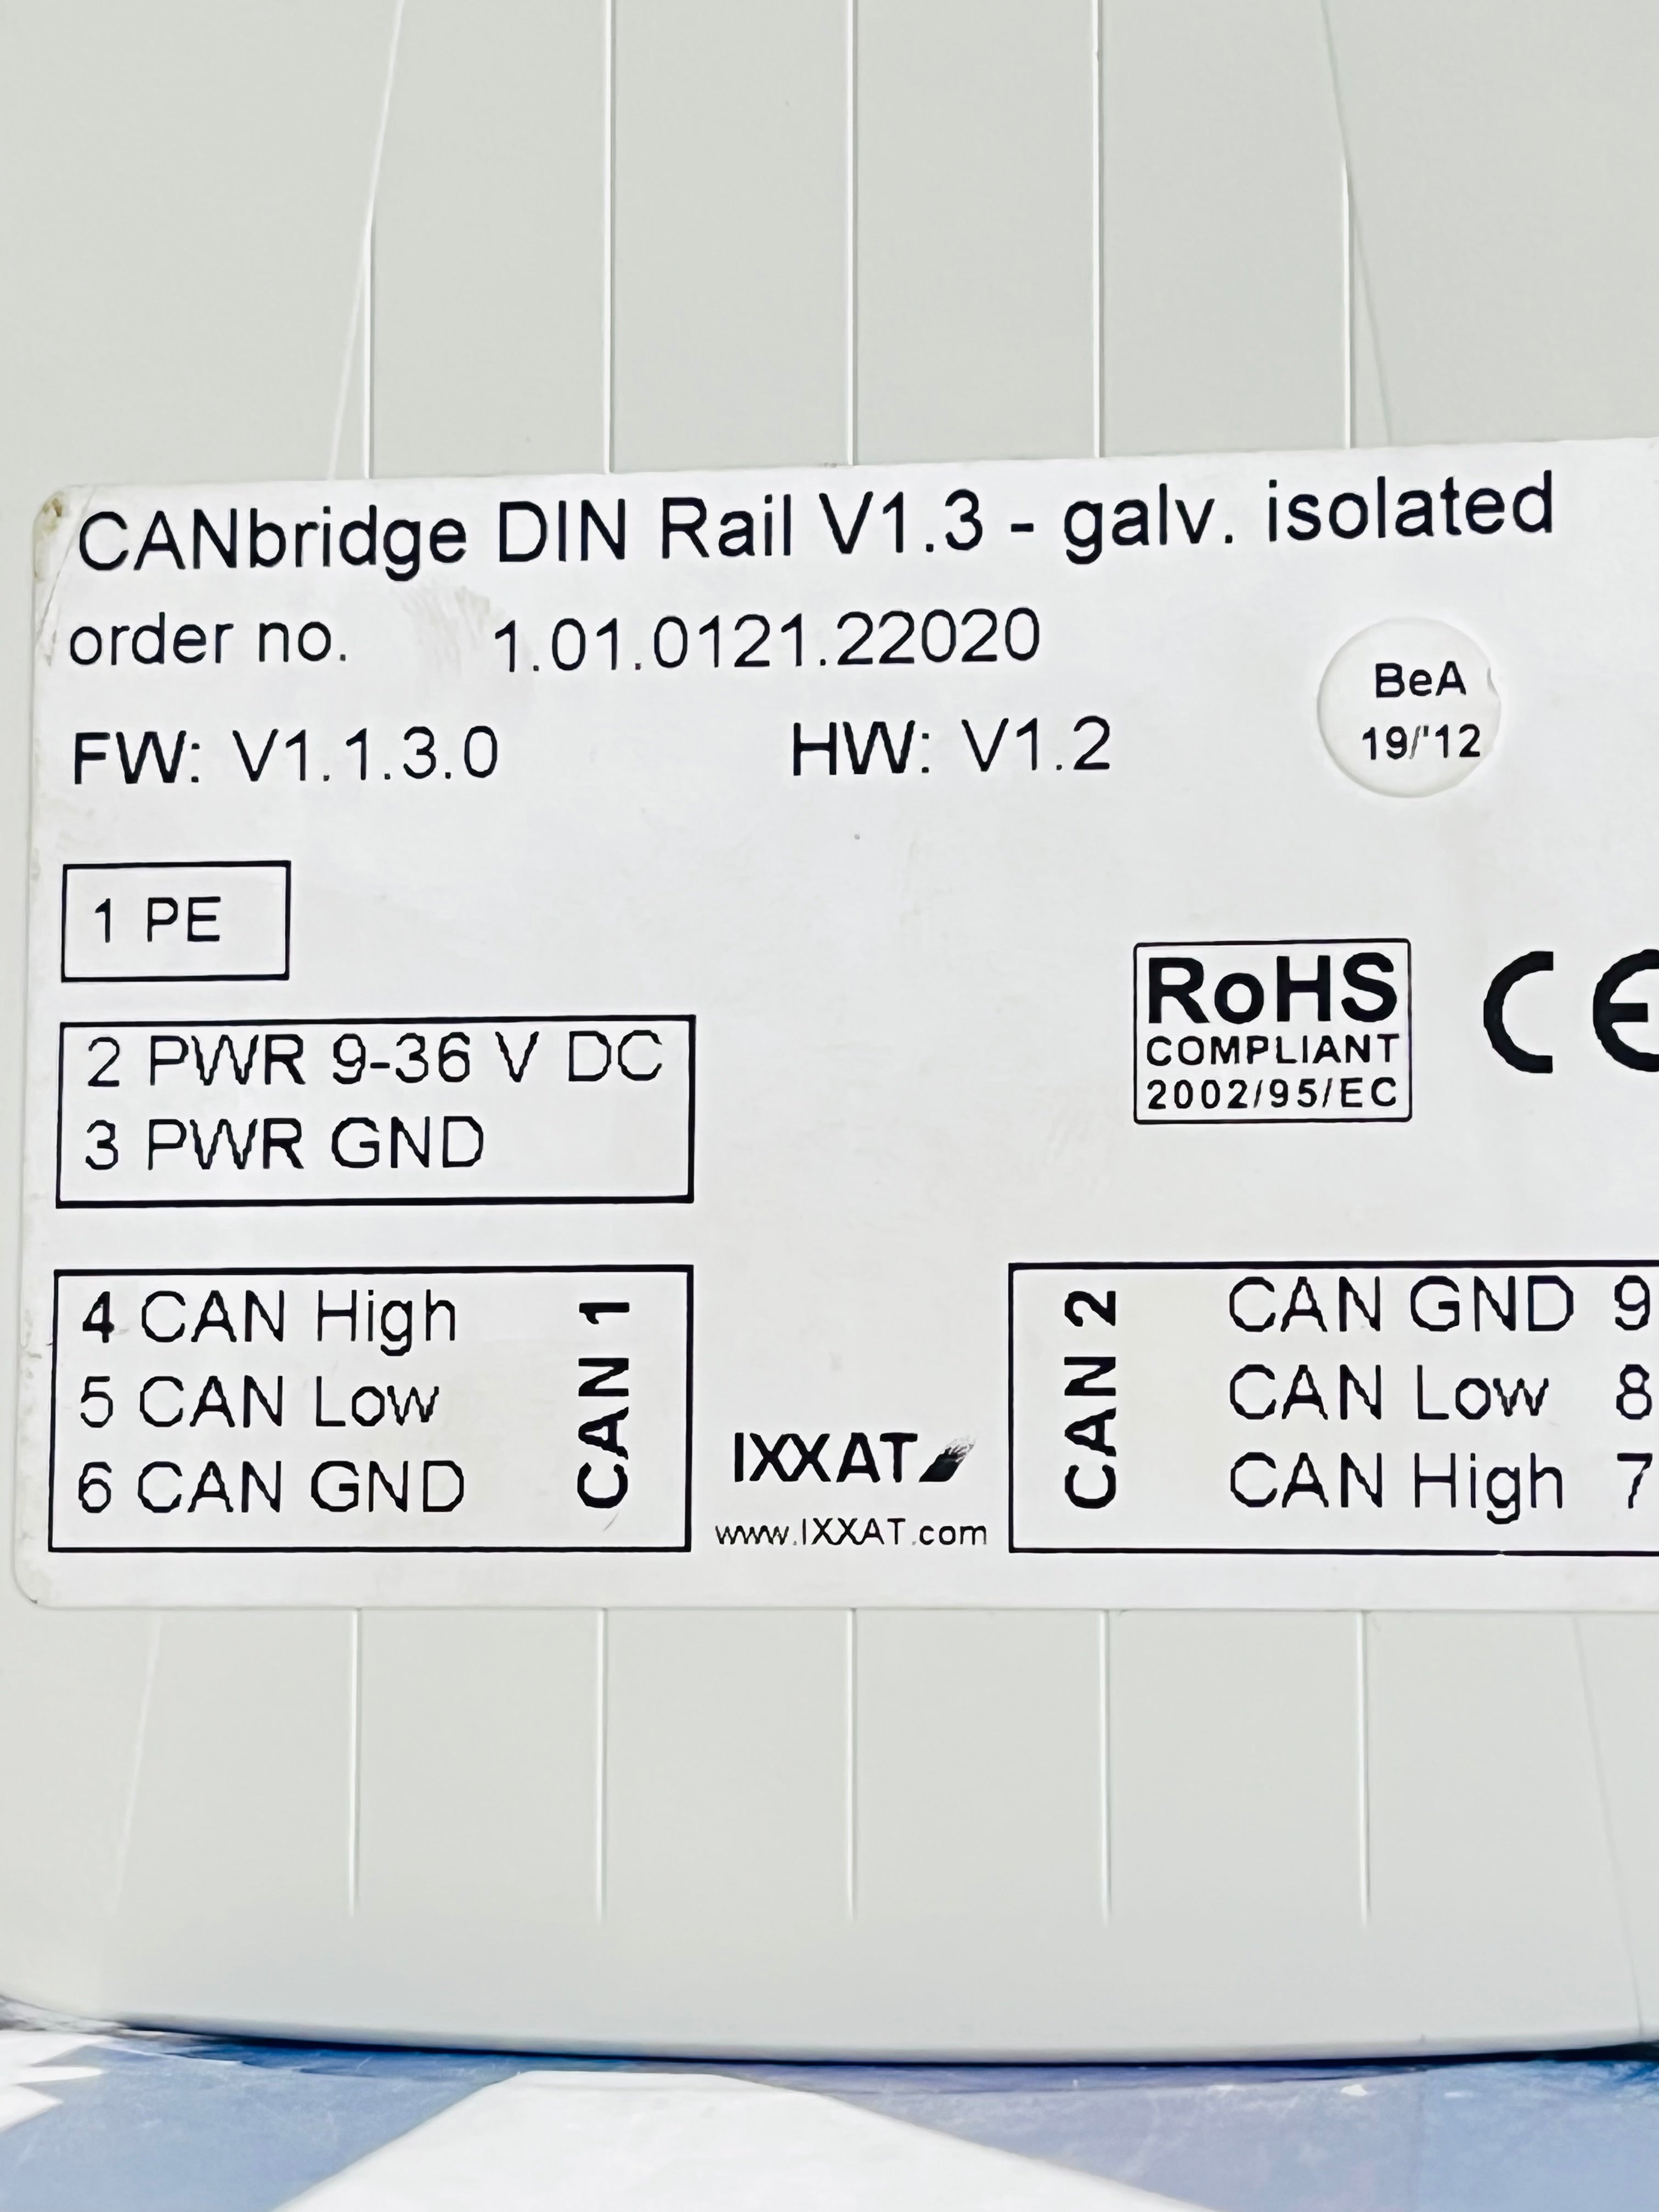 CANbridge DIN Rail V1.3 - galv. isolated
order no. 1.01.0121.22020
FW: V1.1.3.0 HW: V1.2
BeA
19/'12
1 PE
2 PWR 9-36 V DC
3 PWR GND
RoHS
COMPLIANT
2002/95/EC
CE
4 CAN High
5 CAN Low
6 CAN GND
CAN 1
IXXAT
www.IXXAT.com
CAN 2
CAN GND 9
CAN Low 8
CAN High 7